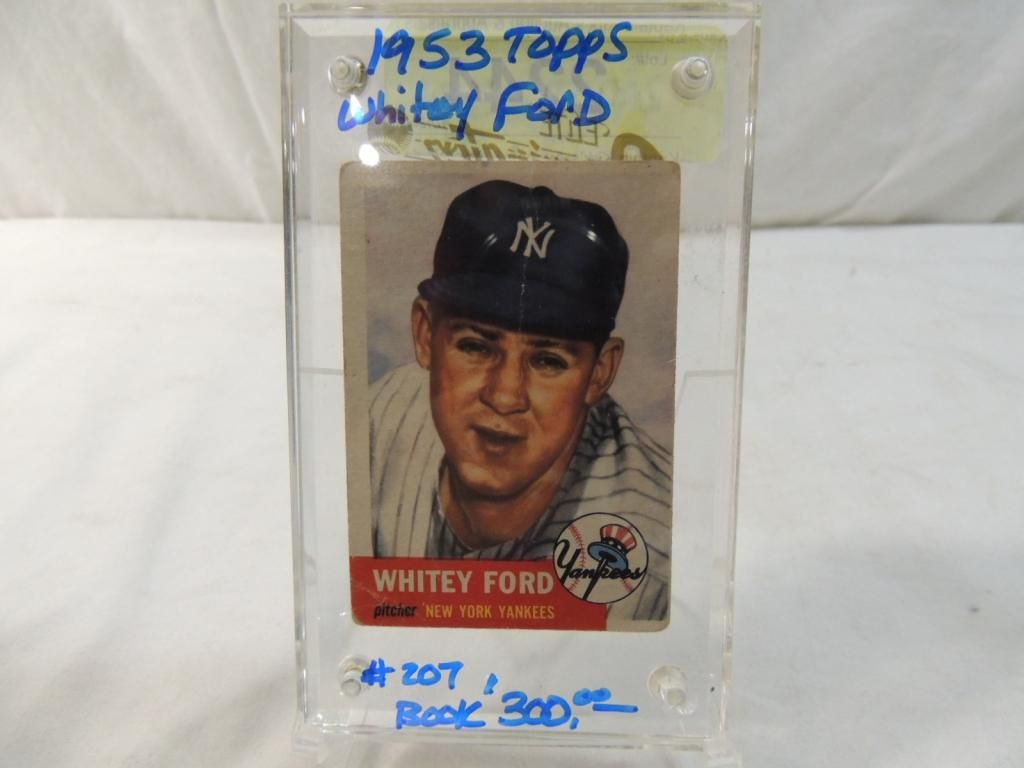 1953 TOPPS
Whitey FORD
NY
Yankees
WHITEY FORD
pitcher NEW YORK YANKEES
#207,
BOOK 300.00